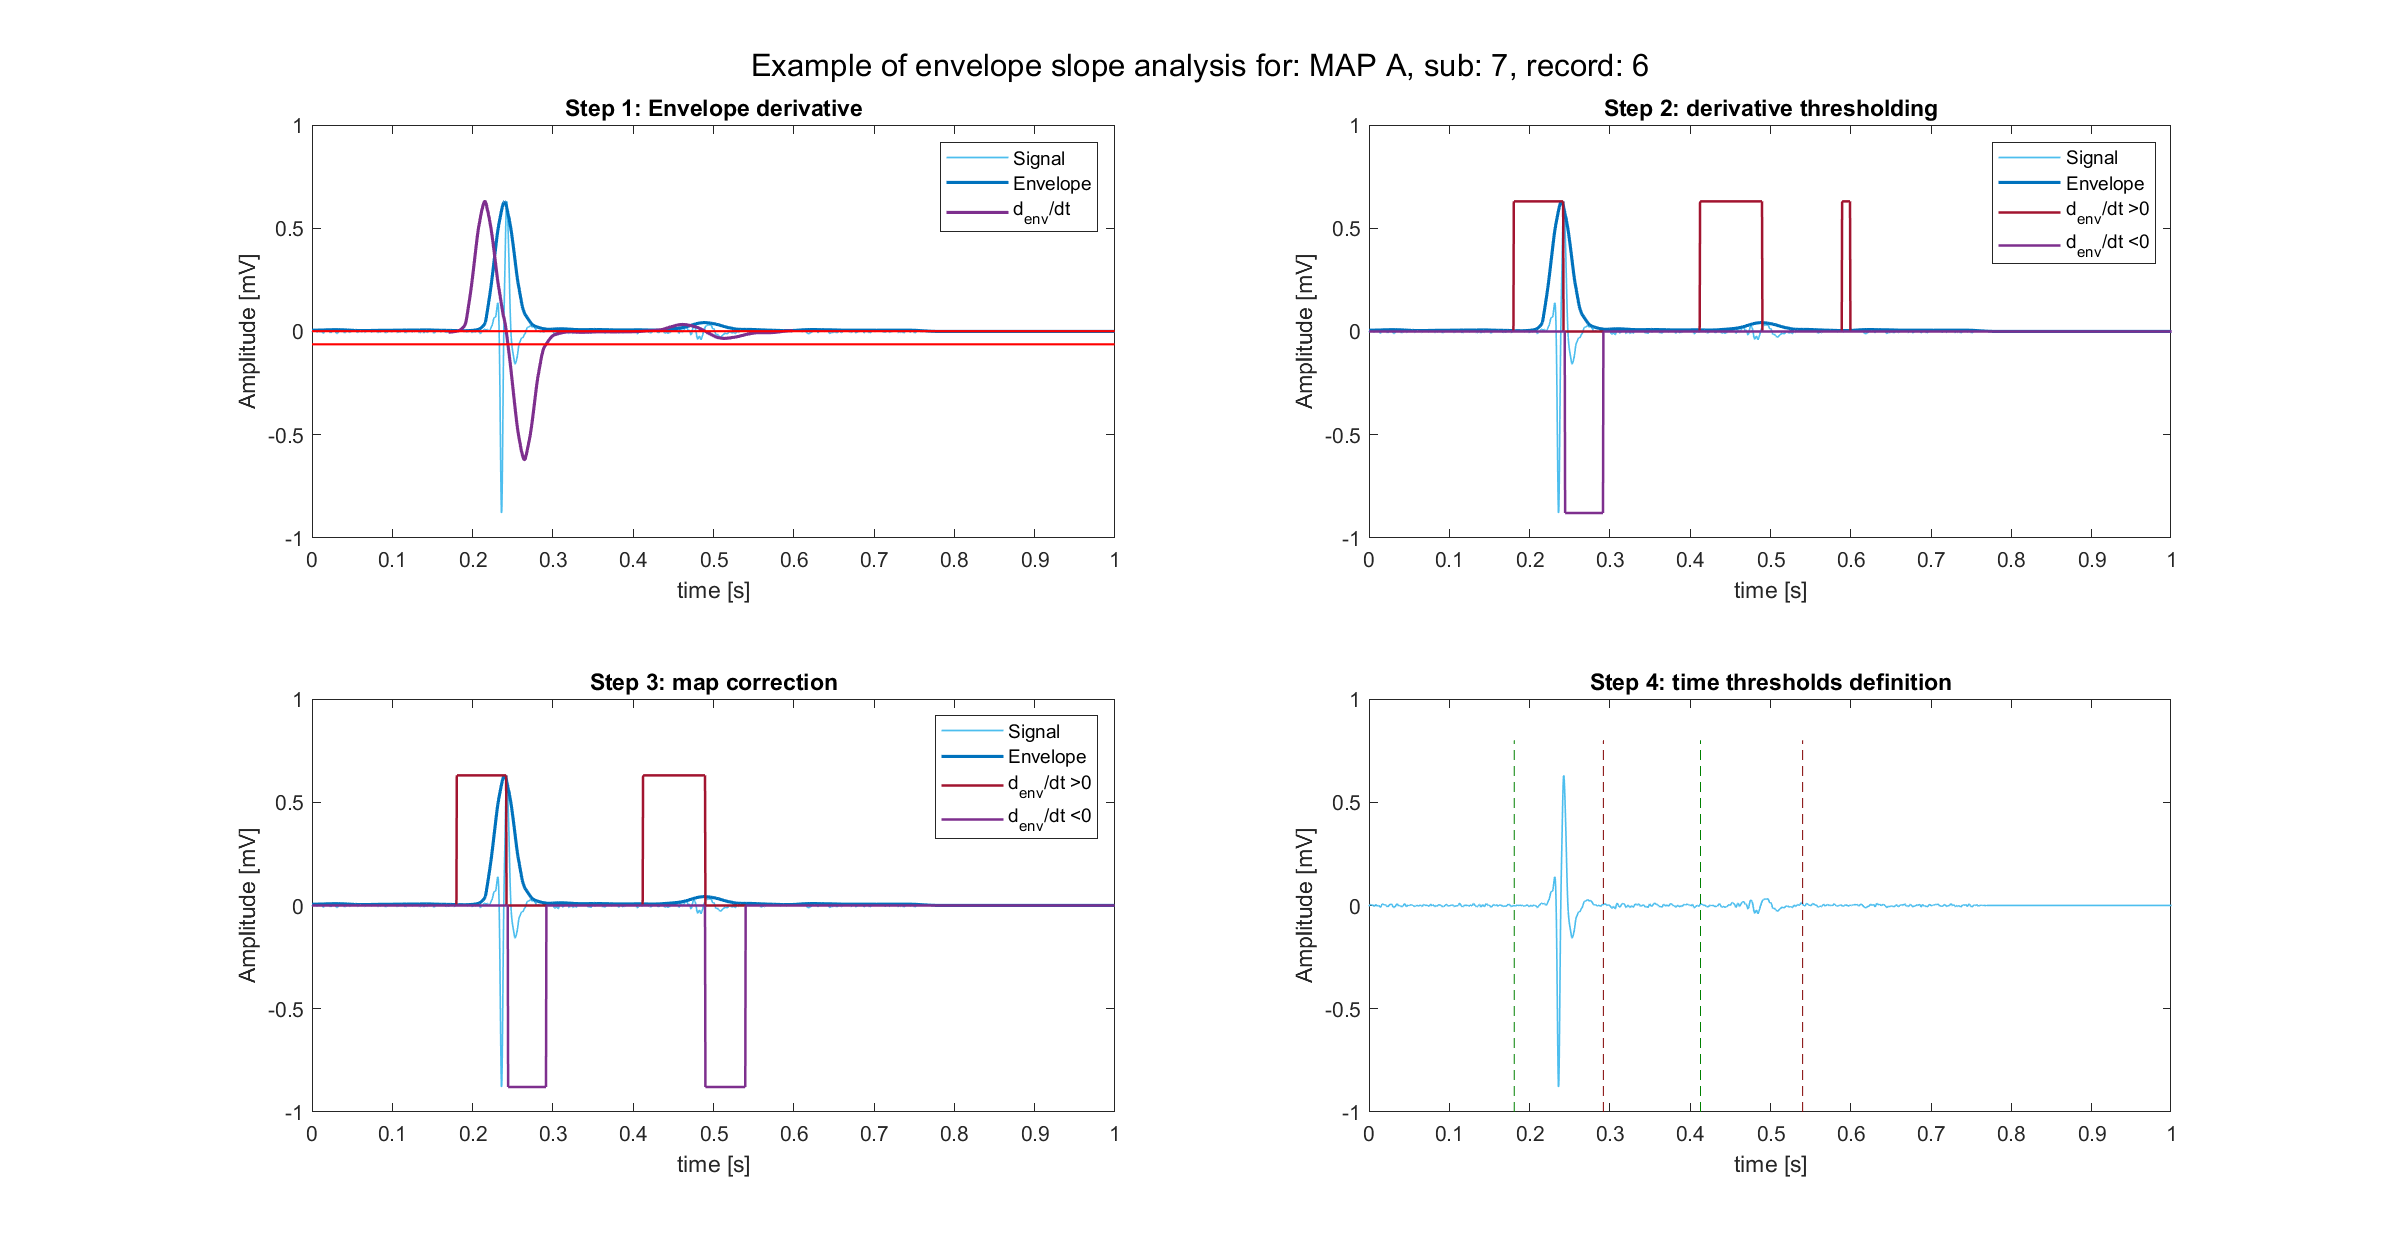 Example of envelope slope analysis for: MAP A, sub: 7, record: 6
Step 1: Envelope derivative
Amplitude [mV]
1
0.5
0
-0.5
-1
Signal
Envelope
d_env/dt
0 0.1 0.2 0.3 0.4 0.5 0.6 0.7 0.8 0.9 1
time [s]
Step 2: derivative thresholding
Amplitude [mV]
1
0.5
0
-0.5
-1
Signal
Envelope
d_env/dt >0
d_env/dt <0
0 0.1 0.2 0.3 0.4 0.5 0.6 0.7 0.8 0.9 1
time [s]
Step 3: map correction
Amplitude [mV]
1
0.5
0
-0.5
-1
Signal
Envelope
d_env/dt >0
d_env/dt <0
0 0.1 0.2 0.3 0.4 0.5 0.6 0.7 0.8 0.9 1
time [s]
Step 4: time thresholds definition
Amplitude [mV]
1
0.5
0
-0.5
-1
0 0.1 0.2 0.3 0.4 0.5 0.6 0.7 0.8 0.9 1
time [s]